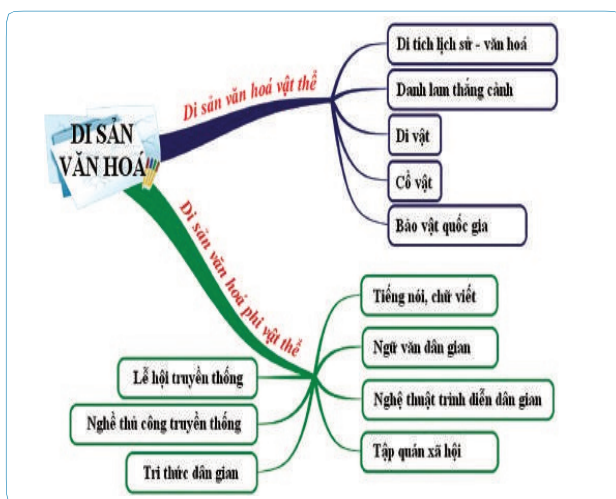 DI SẢN
VĂN HOÁ
Di sản văn hoá vật thể
Di tích lịch sử - văn hoá
Danh lam thắng cảnh
Di vật
Cổ vật
Bảo vật quốc gia
Di sản văn hoá phi vật thể
Tiếng nói, chữ viết
Ngữ văn dân gian
Nghệ thuật trình diễn dân gian
Tập quán xã hội
Lễ hội truyền thống
Nghề thủ công truyền thống
Tri thức dân gian